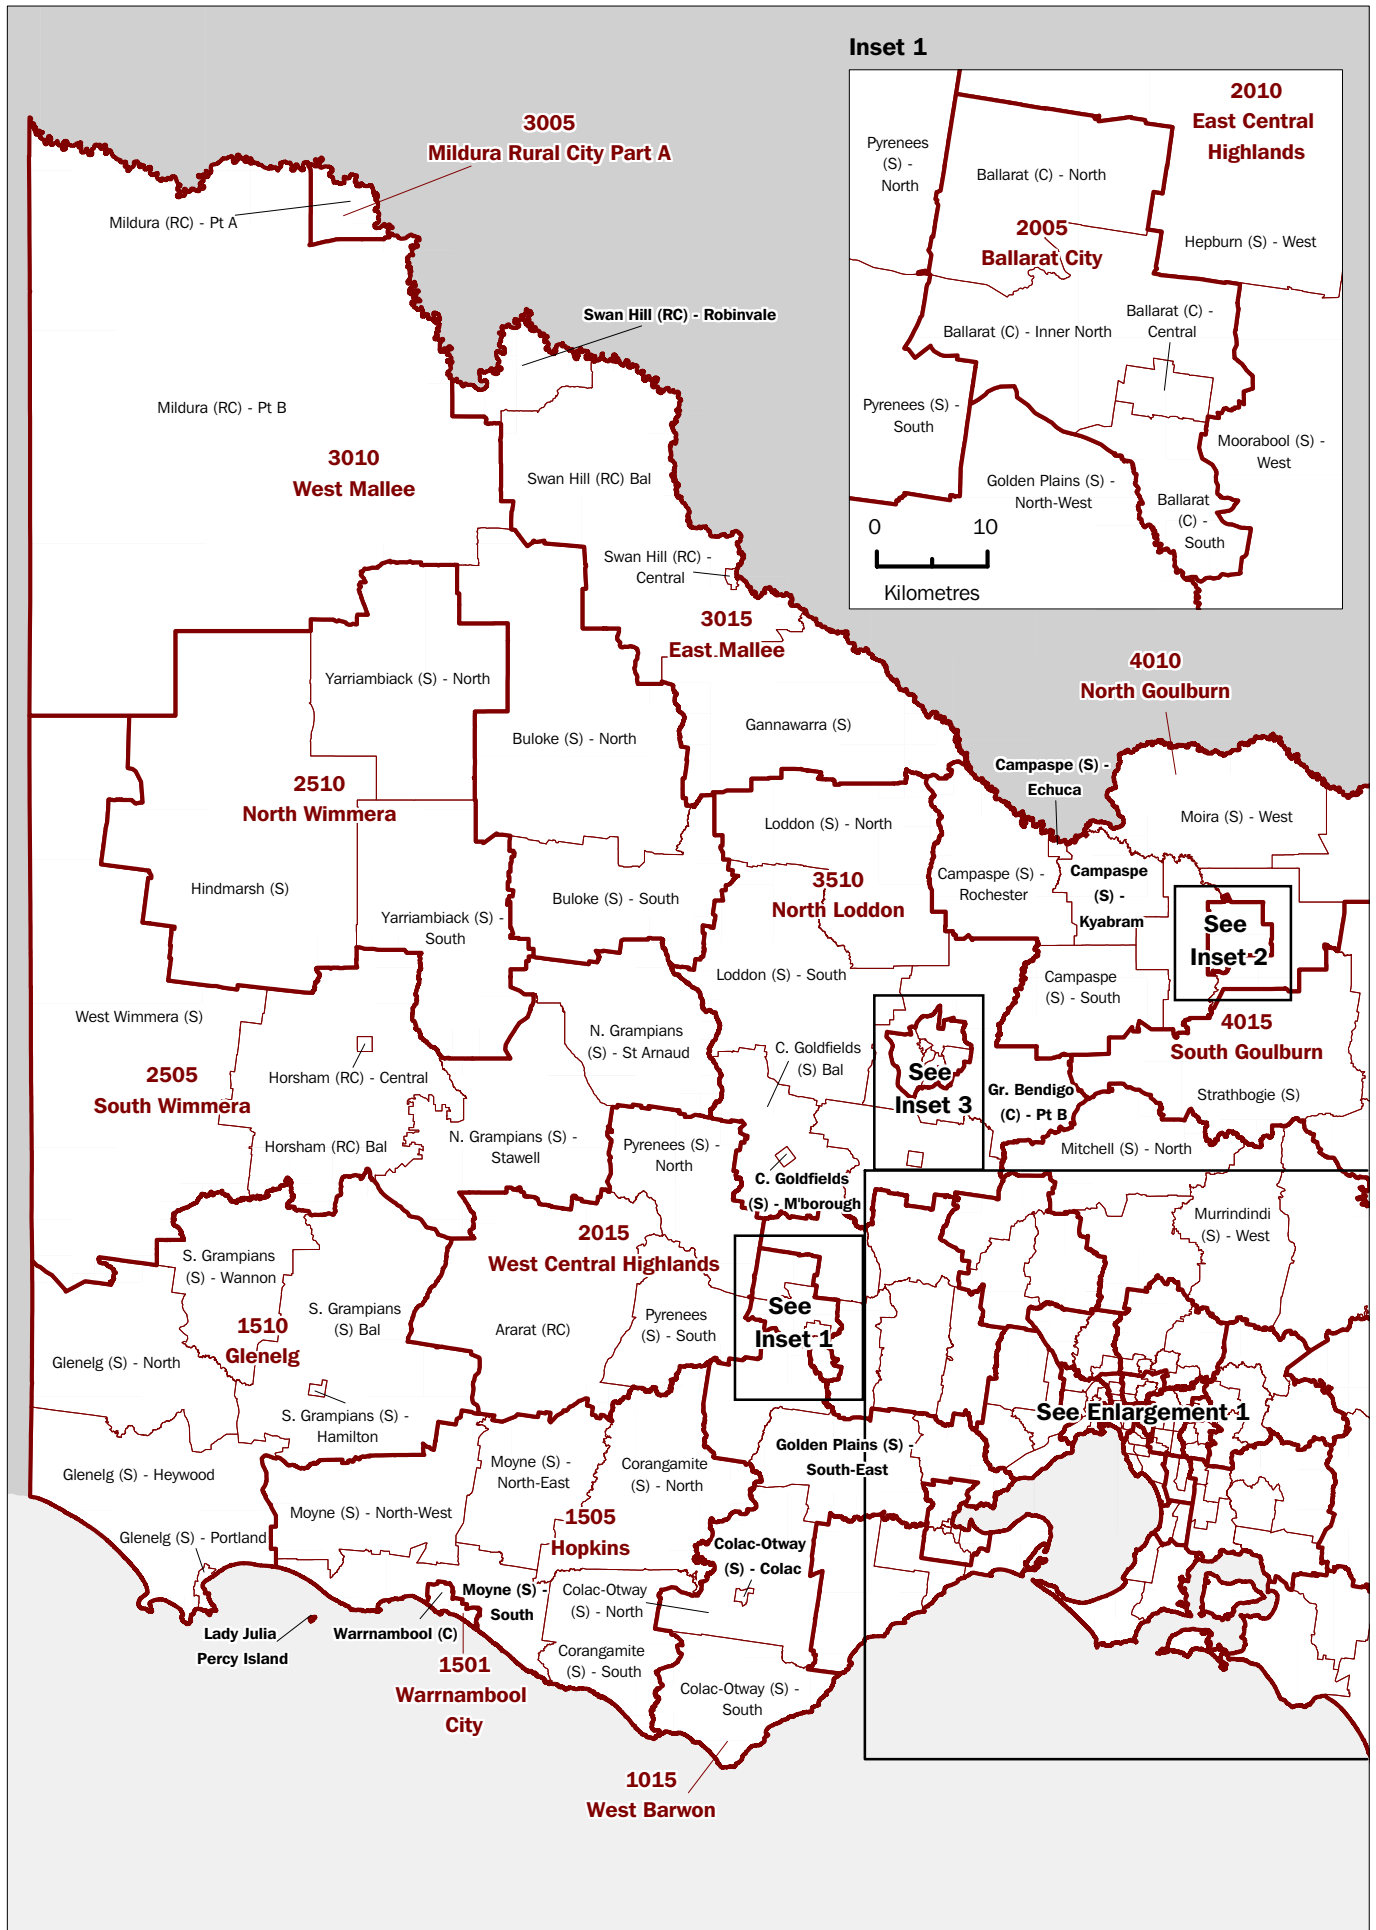 Inset 1
2010
East Central
Highlands
Pyrenees
(S) -
North
Ballarat (C) - North
2005
Ballarat City
Hepburn (S) - West
Ballarat (C) -
Central
Ballarat (C) - Inner North
Pyrenees (S) -
South
Moorabool (S) -
West
Golden Plains (S) -
North-West
Ballarat
(C) -
South
0
10
Kilometres
3005
Mildura Rural City Part A
Mildura (RC) - Pt A
Swan Hill (RC) - Robinvale
Mildura (RC) - Pt B
3010
West Mallee
Swan Hill (RC) Bal
Swan Hill (RC) -
Central
3015
East Mallee
4010
North Goulburn
Yarriambiack (S) - North
Buloke (S) - North
Gannawarra (S)
Campaspe (S) -
Echuca
2510
North Wimmera
Moira (S) - West
Loddon (S) - North
Campaspe (S) -
Rochester
Campaspe
(S) -
Kyabram
3510
North Loddon
Hindmarsh (S)
Buloke (S) - South
Yarriambiack (S) -
South
See
Inset 2
Loddon (S) - South
Campaspe
(S) - South
West Wimmera (S)
N. Grampians
(S) - St Arnaud
4015
South Goulburn
C. Goldfields
(S) Bal
Horsham (RC) - Central
2505
South Wimmera
See
Inset 3
Gr. Bendigo
(C) - Pt B
Strathbogie (S)
Horsham (RC) Bal
N. Grampians (S) -
Stawell
Pyrenees (S) -
North
Mitchell (S) - North
C. Goldfields
(S) - M'borough
Murrindindi
(S) - West
2015
West Central Highlands
S. Grampians
(S) - Wannon
S. Grampians
(S) Bal
See
Inset 1
1510
Glenelg
Ararat (RC)
Pyrenees
(S) - South
Glenelg (S) - North
S. Grampians (S) -
Hamilton
See Enlargement 1
Golden Plains (S) -
South-East
Glenelg (S) - Heywood
Moyne (S) -
North-East
Corangamite
(S) - North
Moyne (S) - North-West
1505
Hopkins
Glenelg (S) - Portland
Colac-Otway
(S) - Colac
Moyne (S) -
South
Colac-Otway
(S) - North
Lady Julia
Percy Island
Warrnambool (C)
Corangamite
(S) - South
1501
Warrnambool
City
Colac-Otway (S) -
South
1015
West Barwon